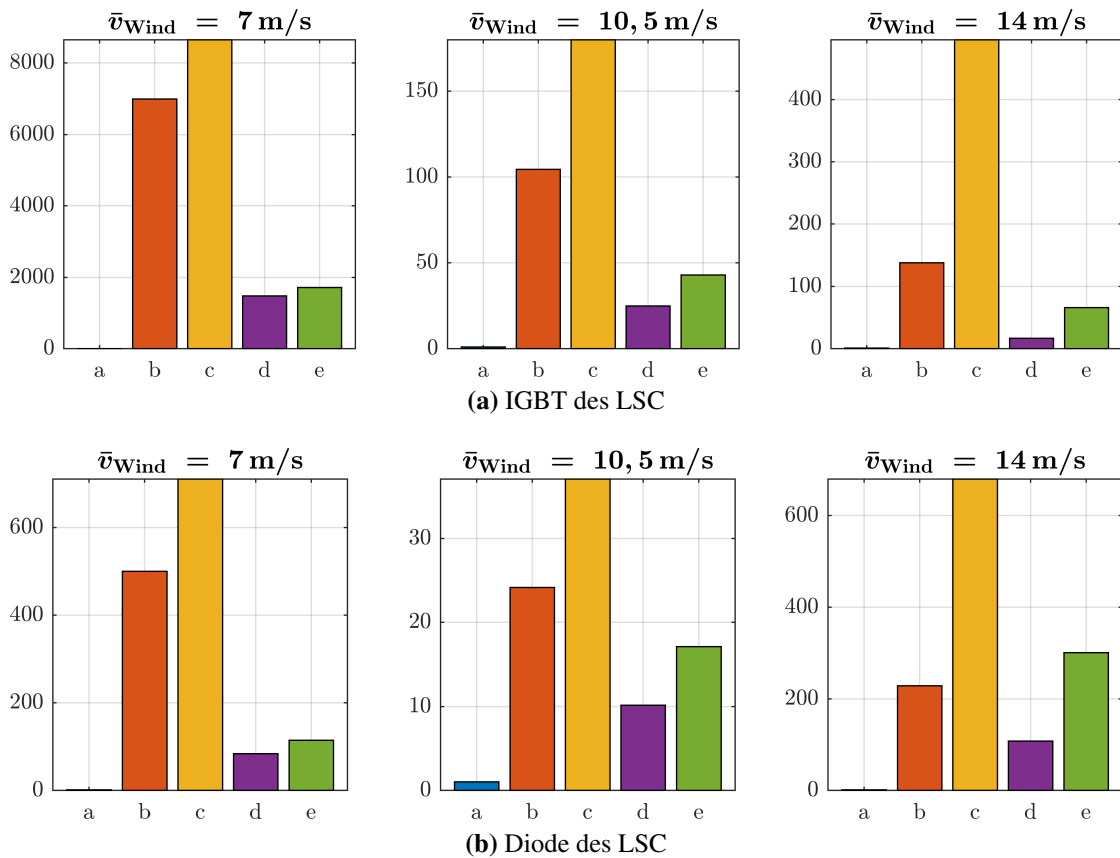 v̄Wind = 7 m/s
v̄Wind = 10, 5 m/s
v̄Wind = 14 m/s
8000
6000
4000
2000
0
a b c d e
150
100
50
0
a b c d e
400
300
200
100
0
a b c d e
(a) IGBT des LSC
v̄Wind = 7 m/s
v̄Wind = 10, 5 m/s
v̄Wind = 14 m/s
600
400
200
0
a b c d e
30
20
10
0
a b c d e
600
400
200
0
a b c d e
(b) Diode des LSC